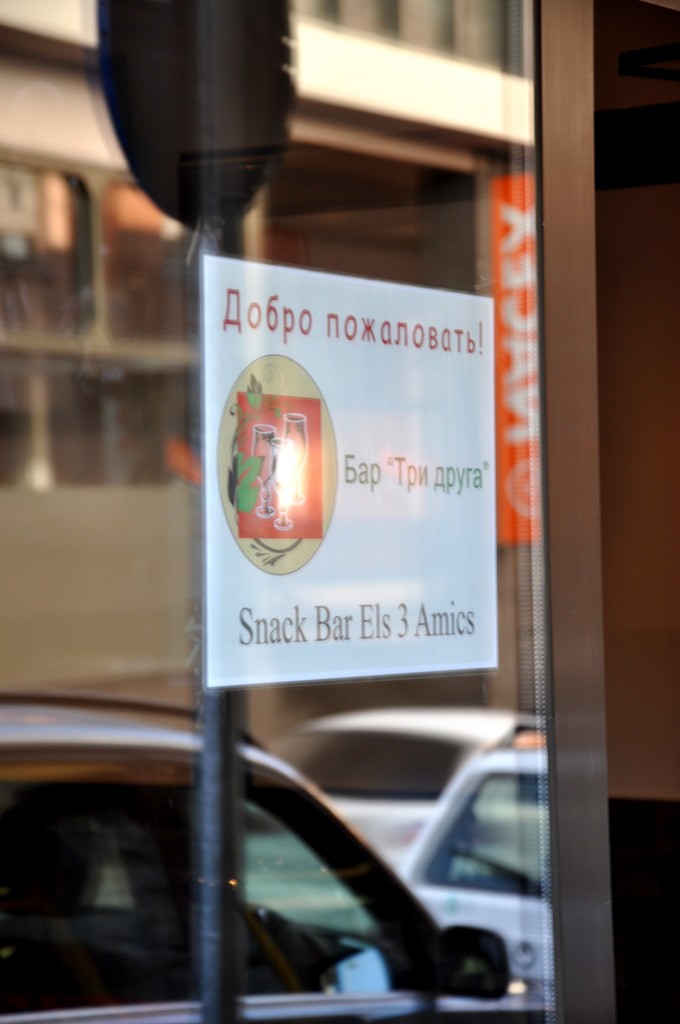 Добро пожаловать!
Бар "Три друга"
Snack Bar Els 3 Amics